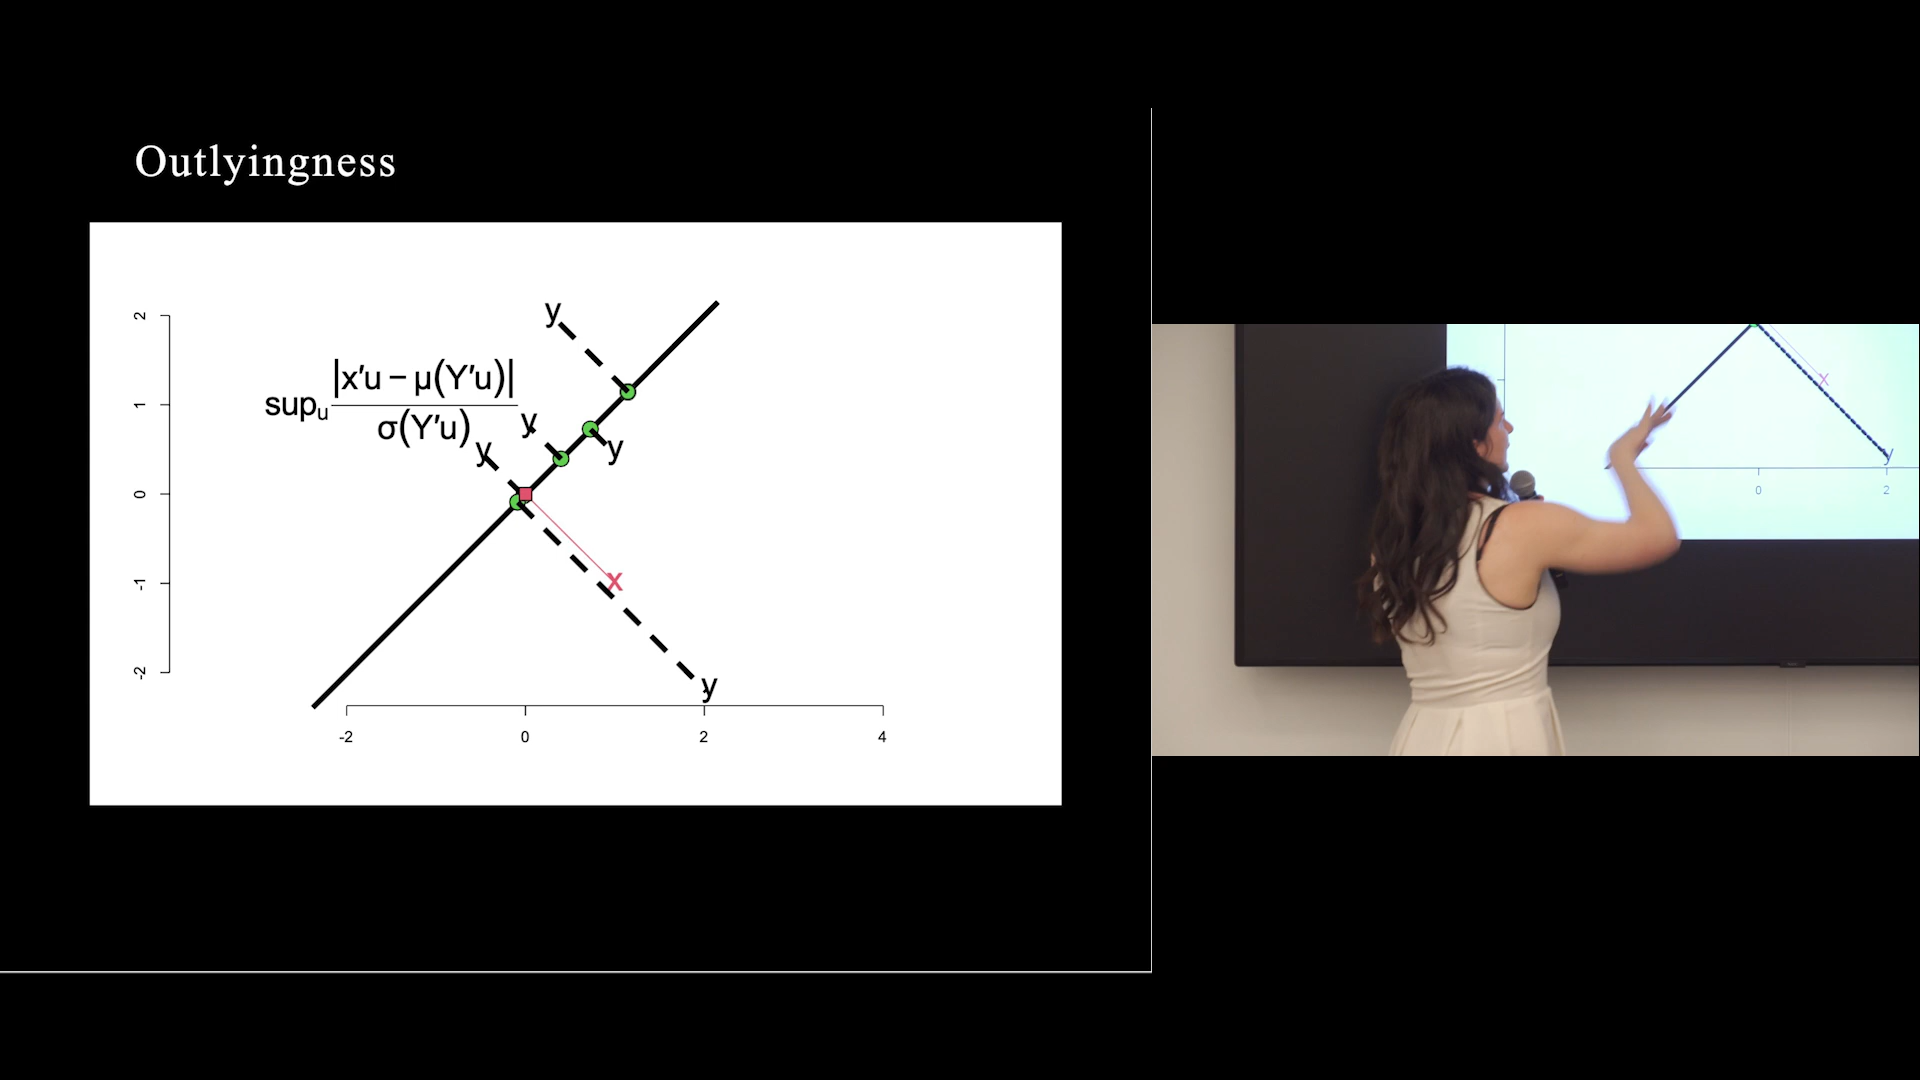 Outlyingness
2
1
0
-1
-2
sup_u |x′u − μ(Y′u)| / σ(Y′u)
y
y
y
y
x
y
-2 0 2 4
x
y
0 2